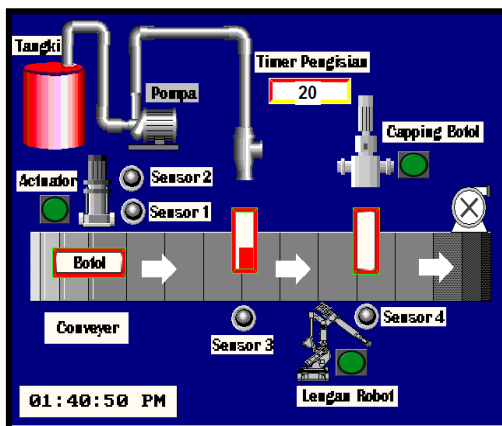 Tangki
Timer Pengisian
Pompa
20
Capping Botol
Actuator
Sensor 2
Sensor 1
Botol
Sensor 4
Conveyer
Sensor 3
Lengan Robot
01:40:50 PM